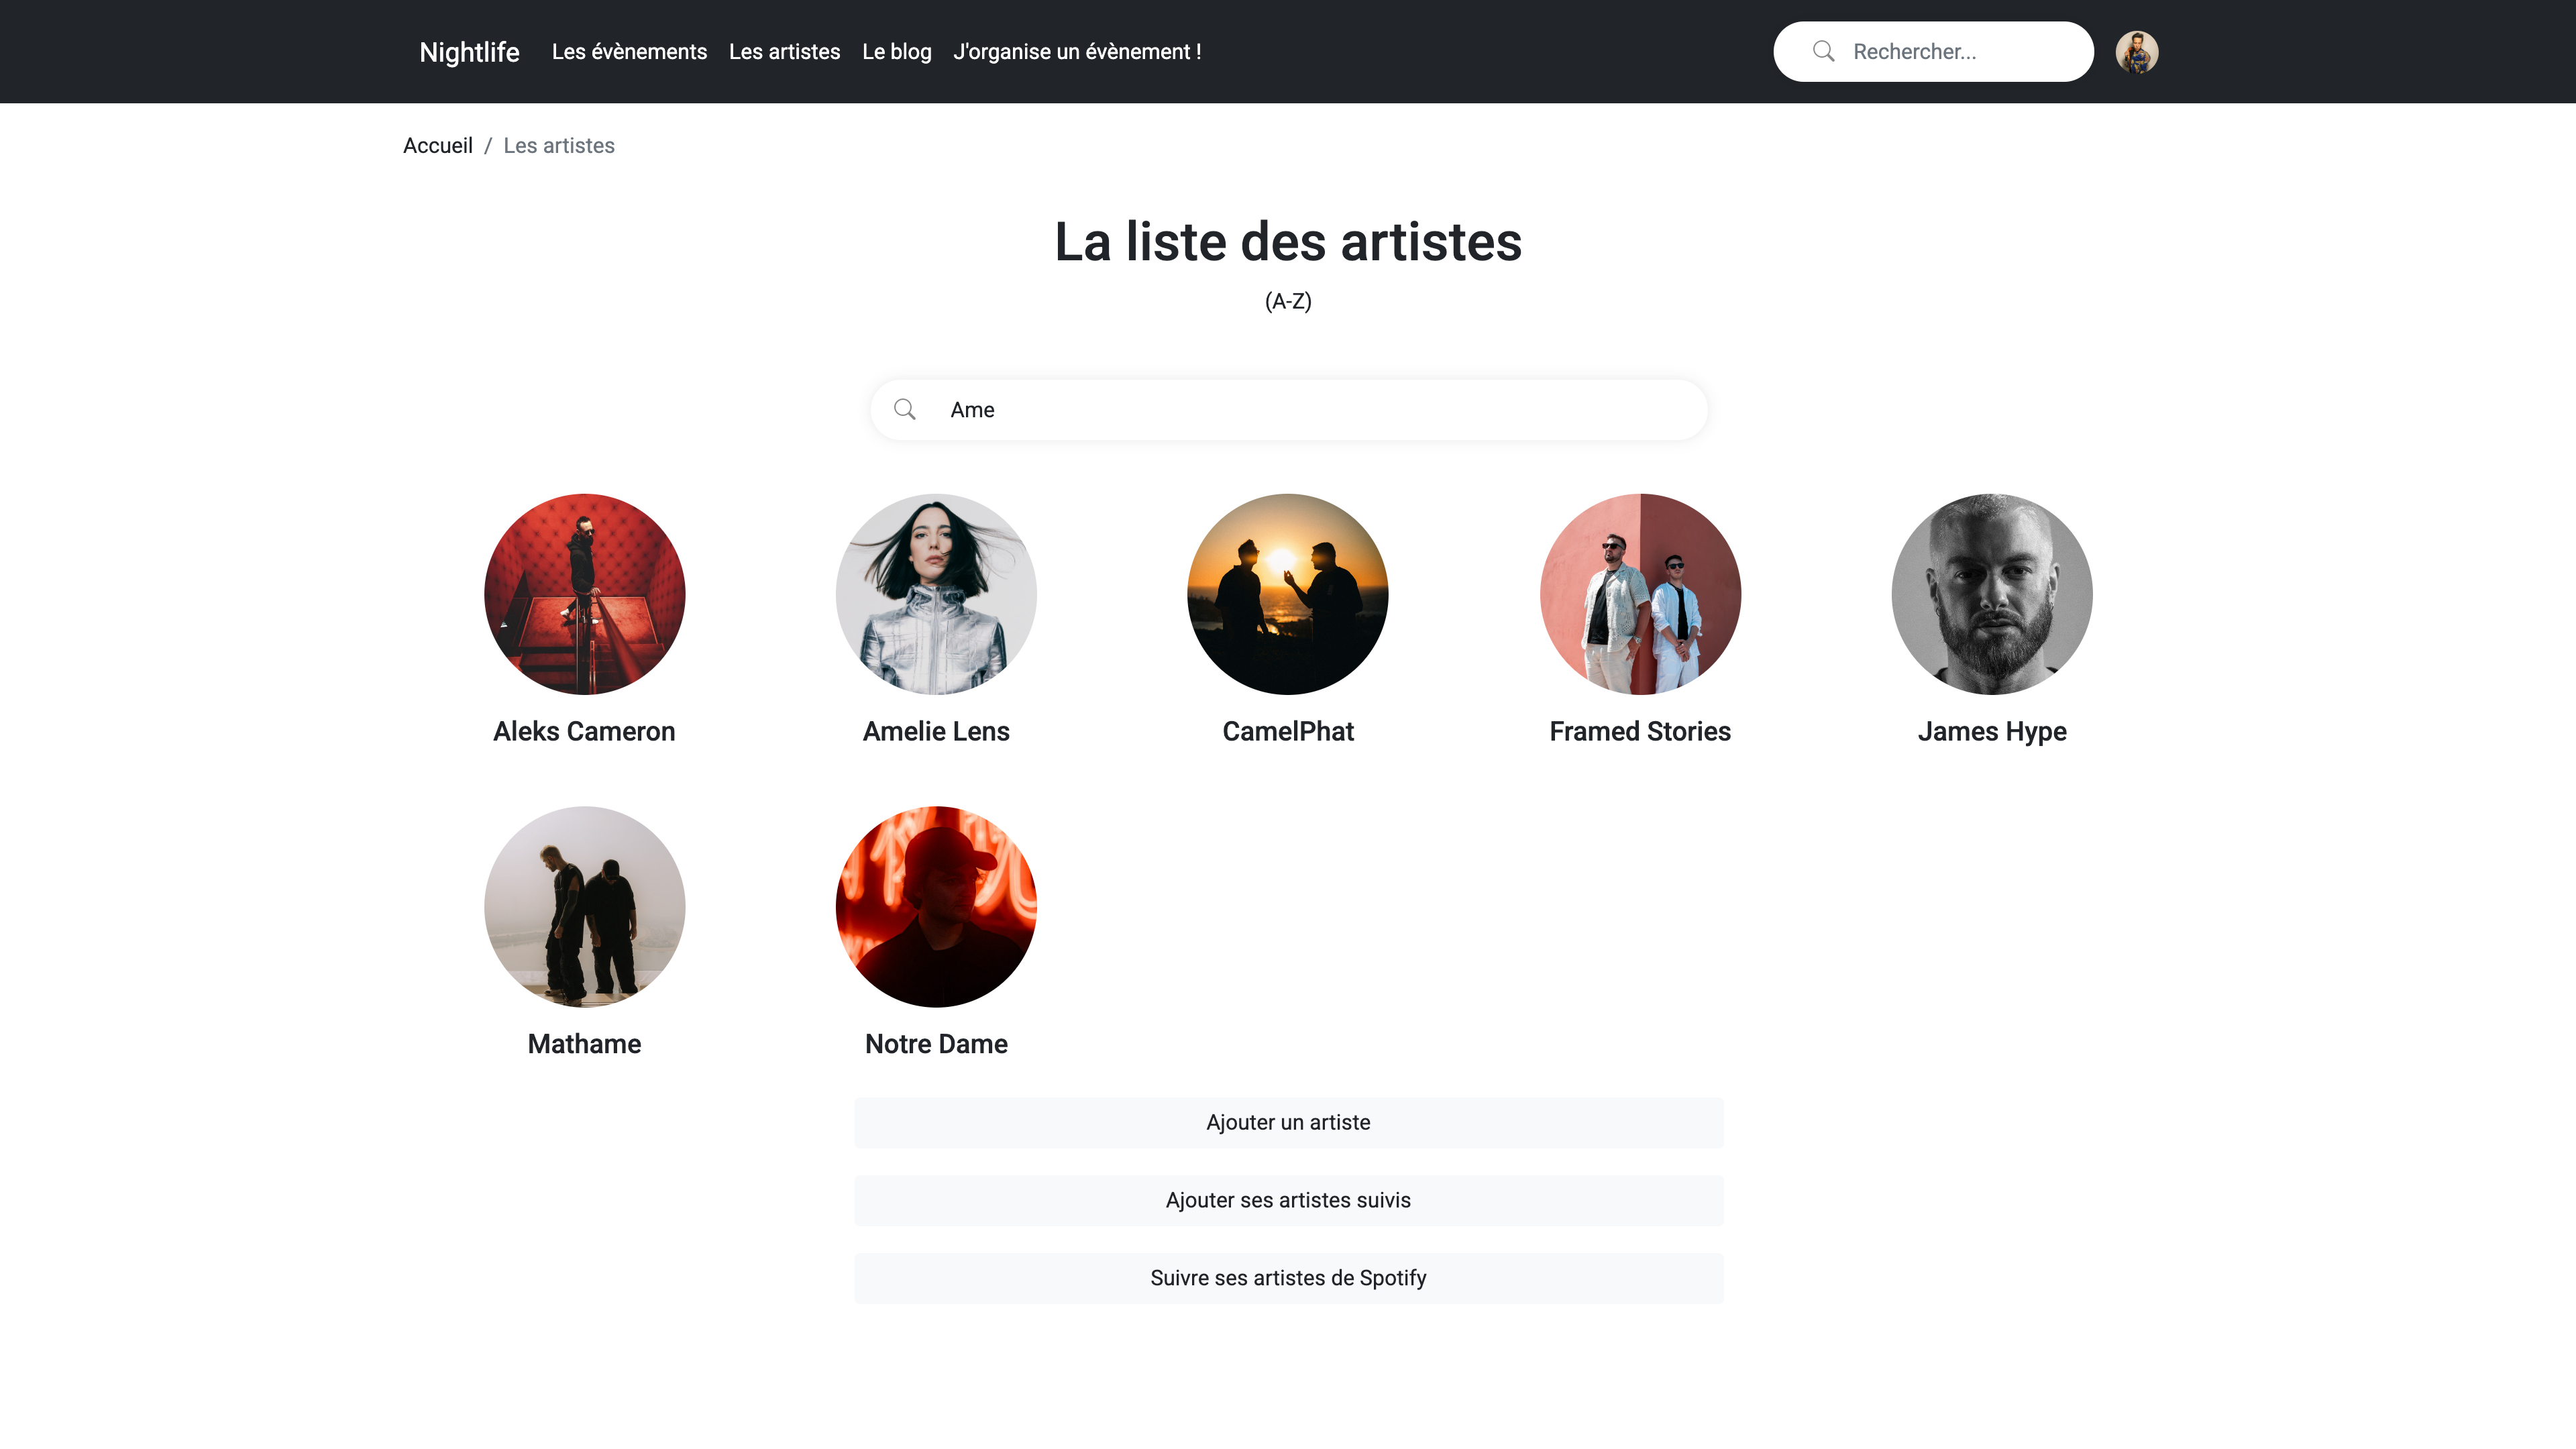 Nightlife Les évènements Les artistes Le blog J'organise un évènement ! Rechercher...
Accueil / Les artistes
La liste des artistes
(A-Z)
Ame
Aleks Cameron
Amelie Lens
CamelPhat
Framed Stories
James Hype
Mathame
Notre Dame
Ajouter un artiste
Ajouter ses artistes suivis
Suivre ses artistes de Spotify